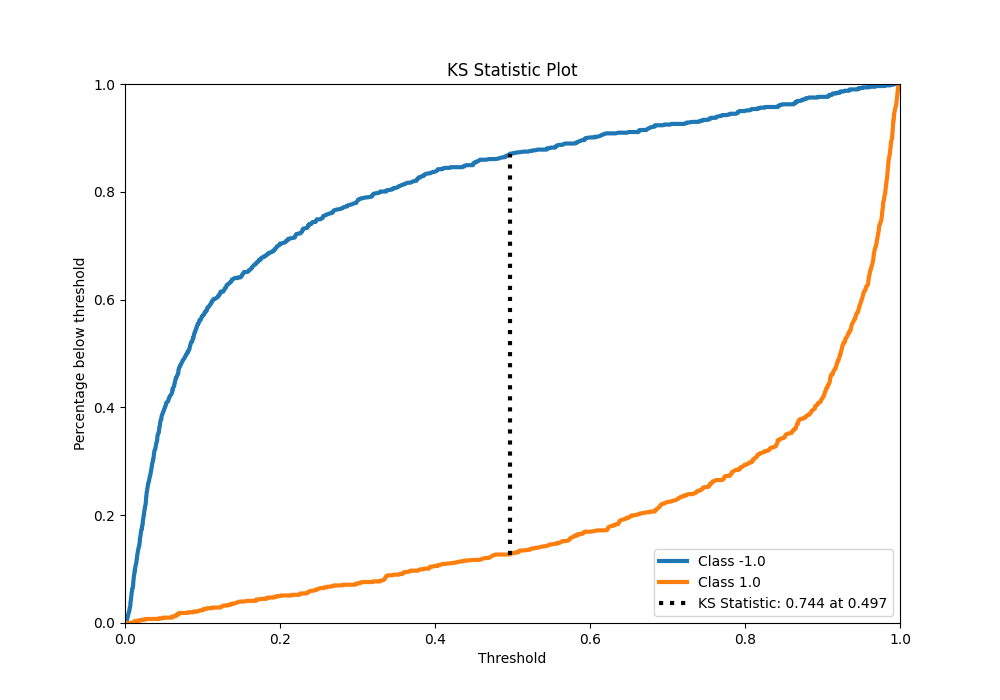 KS Statistic Plot
1.0
0.8
0.6
0.4
0.2
0.0
Percentage below threshold
0.0 0.2 0.4 0.6 0.8 1.0
Threshold
Class -1.0
Class 1.0
KS Statistic: 0.744 at 0.497